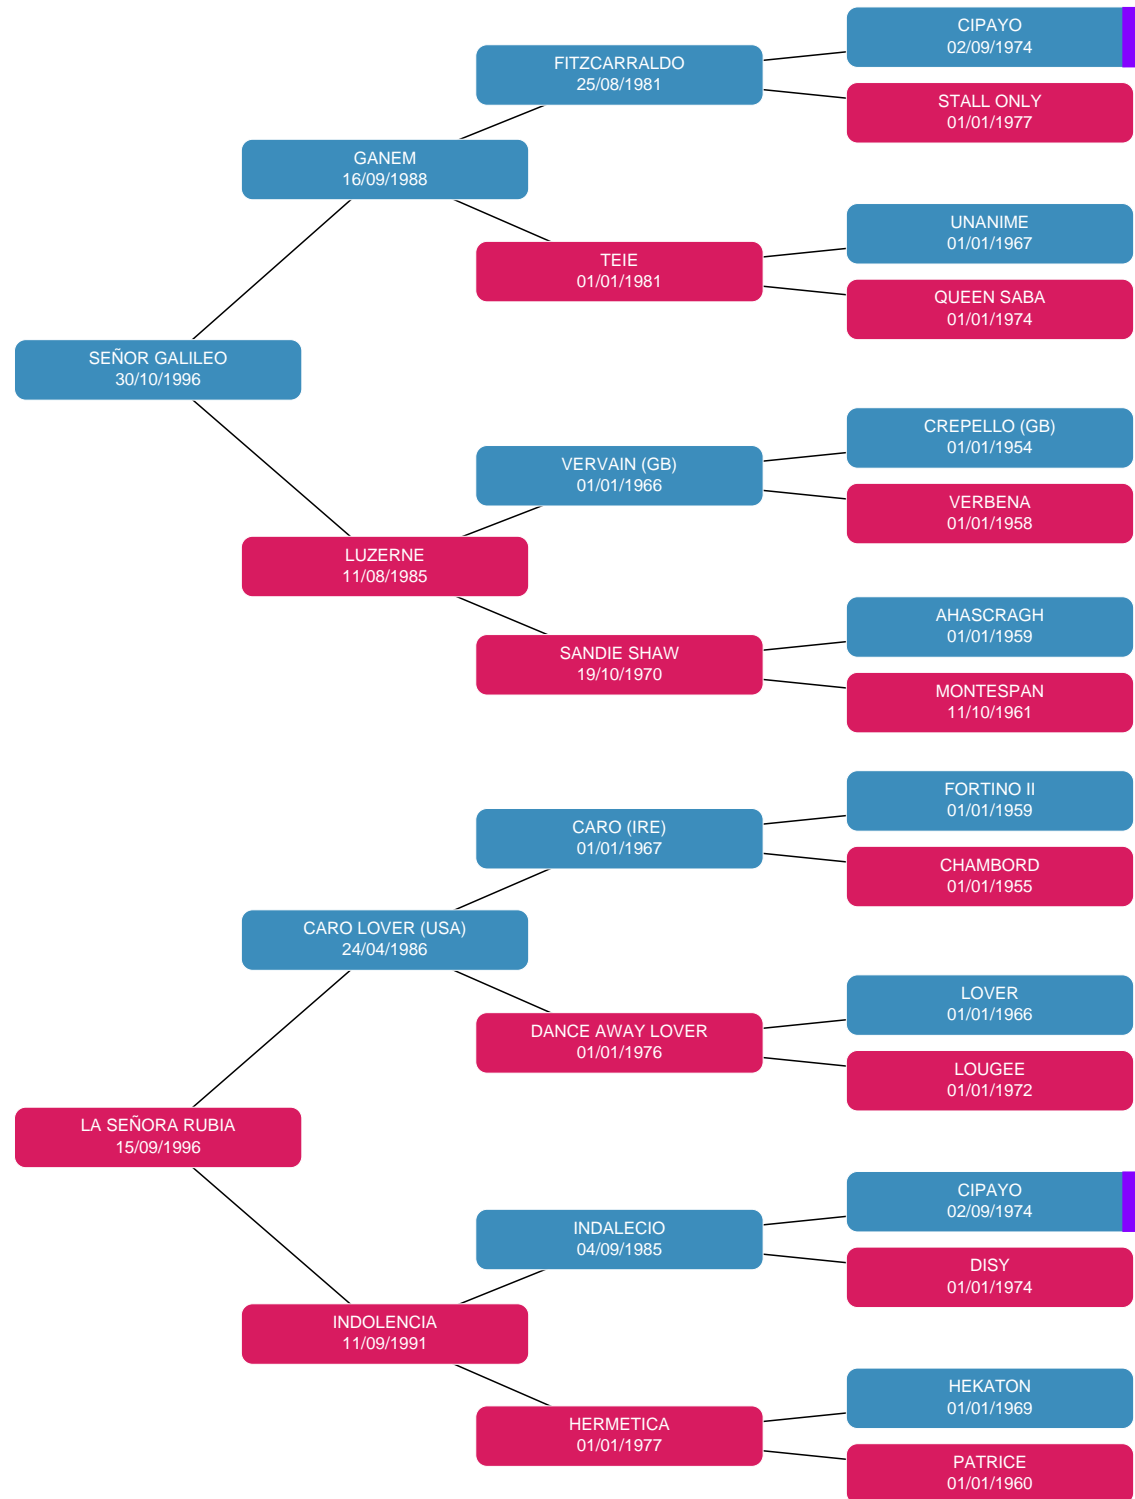 CIPAYO
02/09/1974
FITZCARRALDO
25/08/1981
STALL ONLY
01/01/1977
GANEM
16/09/1988
UNANIME
01/01/1967
TEIE
01/01/1981
QUEEN SABA
01/01/1974
SEÑOR GALILEO
30/10/1996
CREPELLO (GB)
01/01/1954
VERVAIN (GB)
01/01/1966
VERBENA
01/01/1958
LUZERNE
11/08/1985
AHASCRAGH
01/01/1959
SANDIE SHAW
19/10/1970
MONTESPAN
11/10/1961
FORTINO II
01/01/1959
CARO (IRE)
01/01/1967
CHAMBORD
01/01/1955
CARO LOVER (USA)
24/04/1986
LOVER
01/01/1966
DANCE AWAY LOVER
01/01/1976
LOUGEE
01/01/1972
LA SEÑORA RUBIA
15/09/1996
CIPAYO
02/09/1974
INDALECIO
04/09/1985
DISY
01/01/1974
INDOLENCIA
11/09/1991
HEKATON
01/01/1969
HERMETICA
01/01/1977
PATRICE
01/01/1960